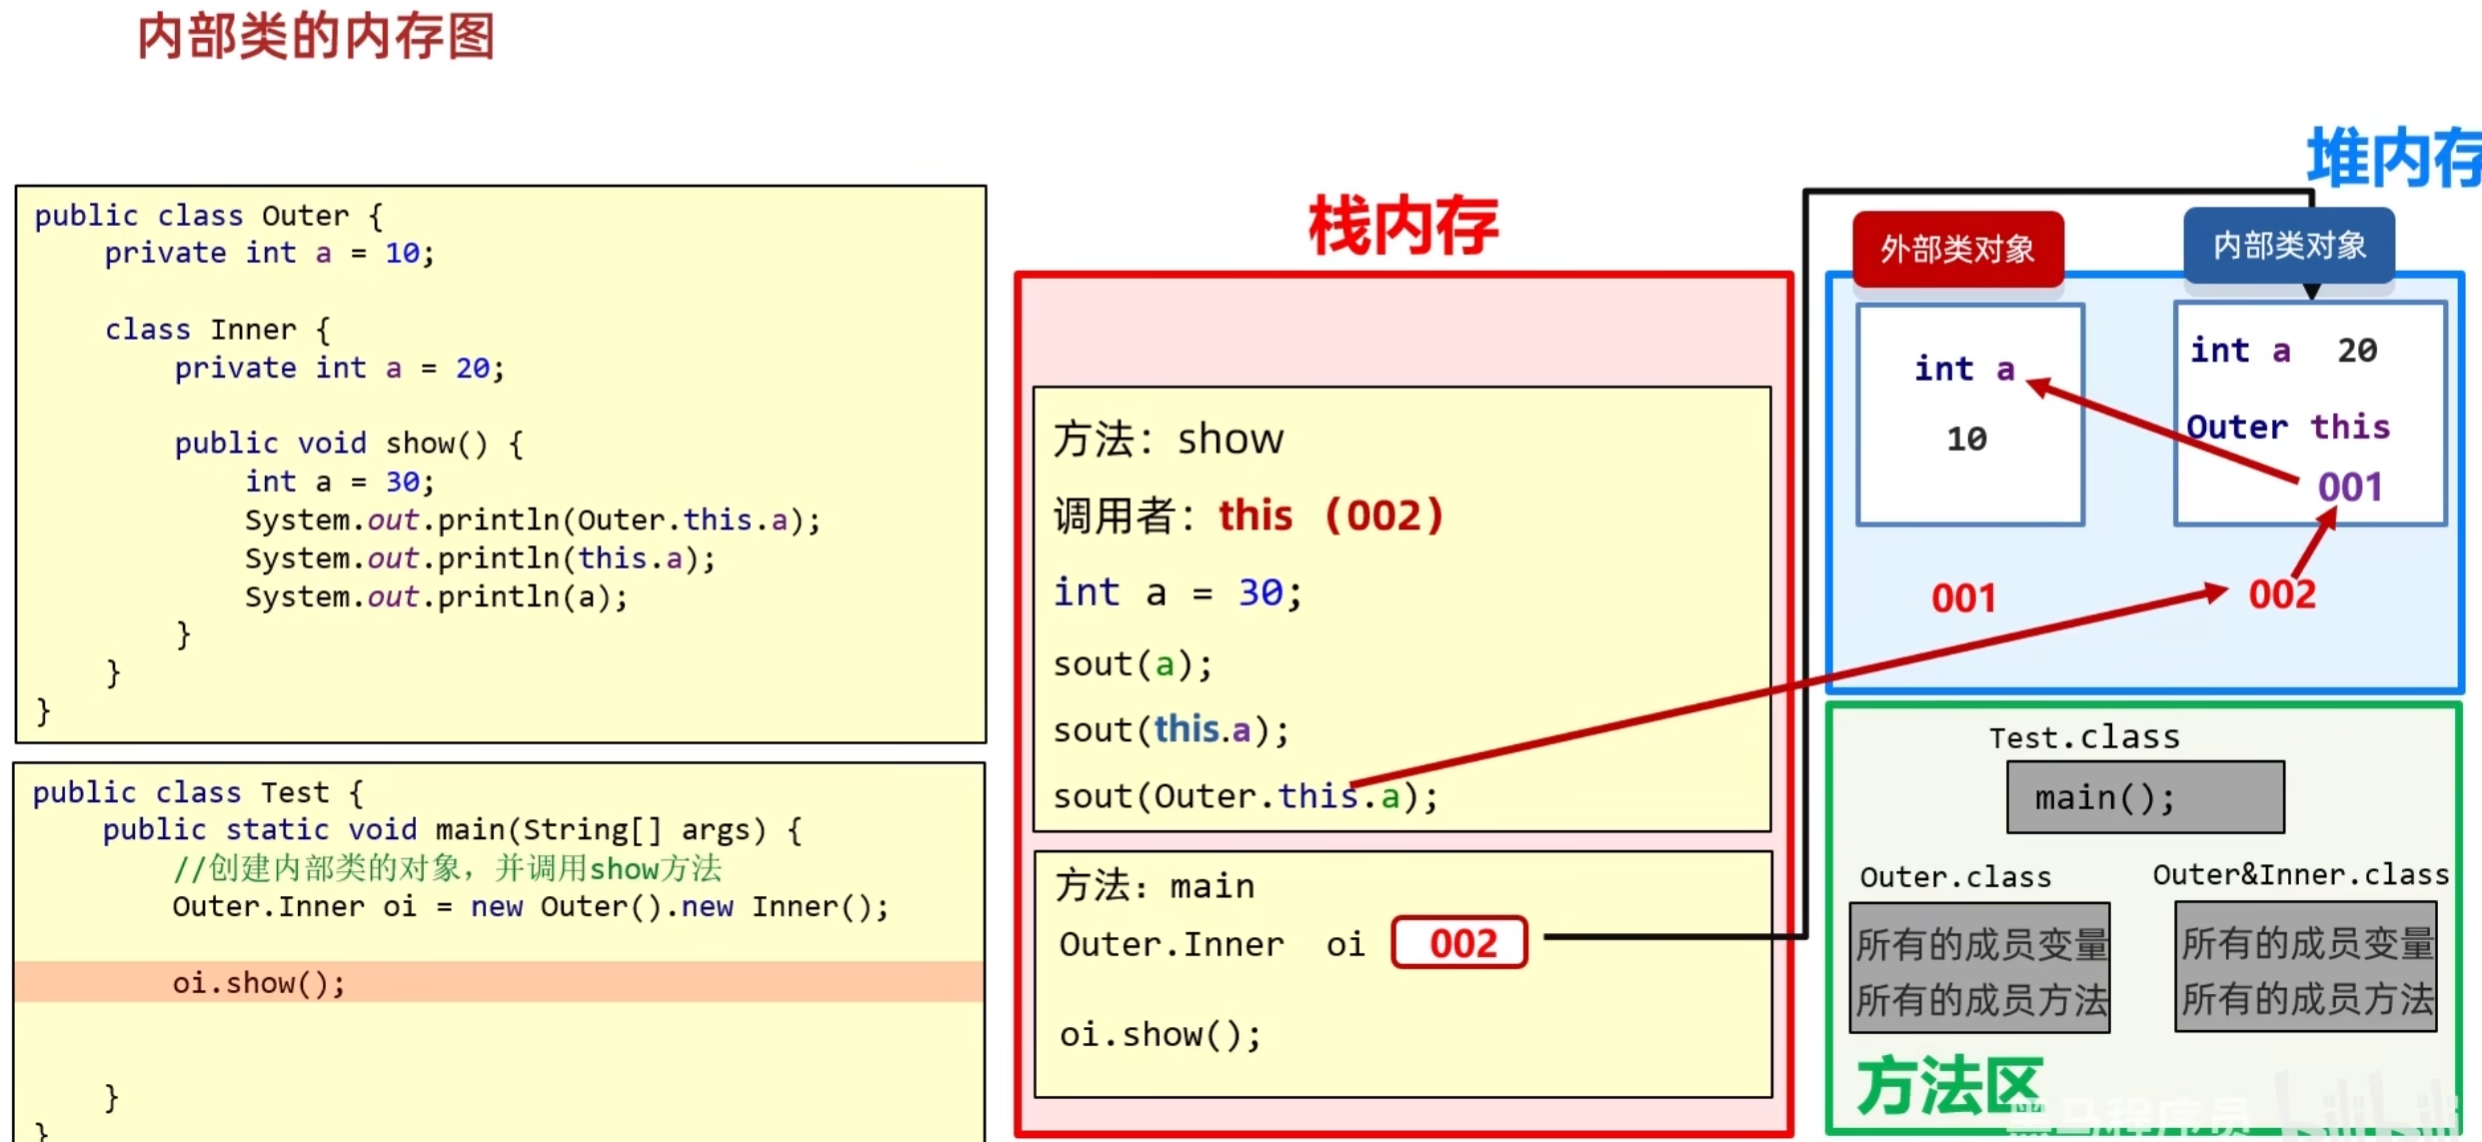 内部类的内存图
public class Outer {
private int a = 10;
class Inner {
private int a = 20;
public void show() {
int a = 30;
System.out.println(Outer.this.a);
System.out.println(this.a);
System.out.println(a);
}
}
}
public class Test {
public static void main(String[] args) {
//创建内部类的对象，并调用show方法
Outer.Inner oi = new Outer().new Inner();
oi.show();
}
}
栈内存
方法：show
调用者：this（002）
int a = 30;
sout(a);
sout(this.a);
sout(Outer.this.a);
方法：main
Outer.Inner oi 002
oi.show();
堆内存
外部类对象
int a
10
001
内部类对象
int a 20
Outer this
001
002
Test.class
main();
Outer.class
所有的成员变量
所有的成员方法
Outer&Inner.class
所有的成员变量
所有的成员方法
方法区
黑马程序员
bilibili